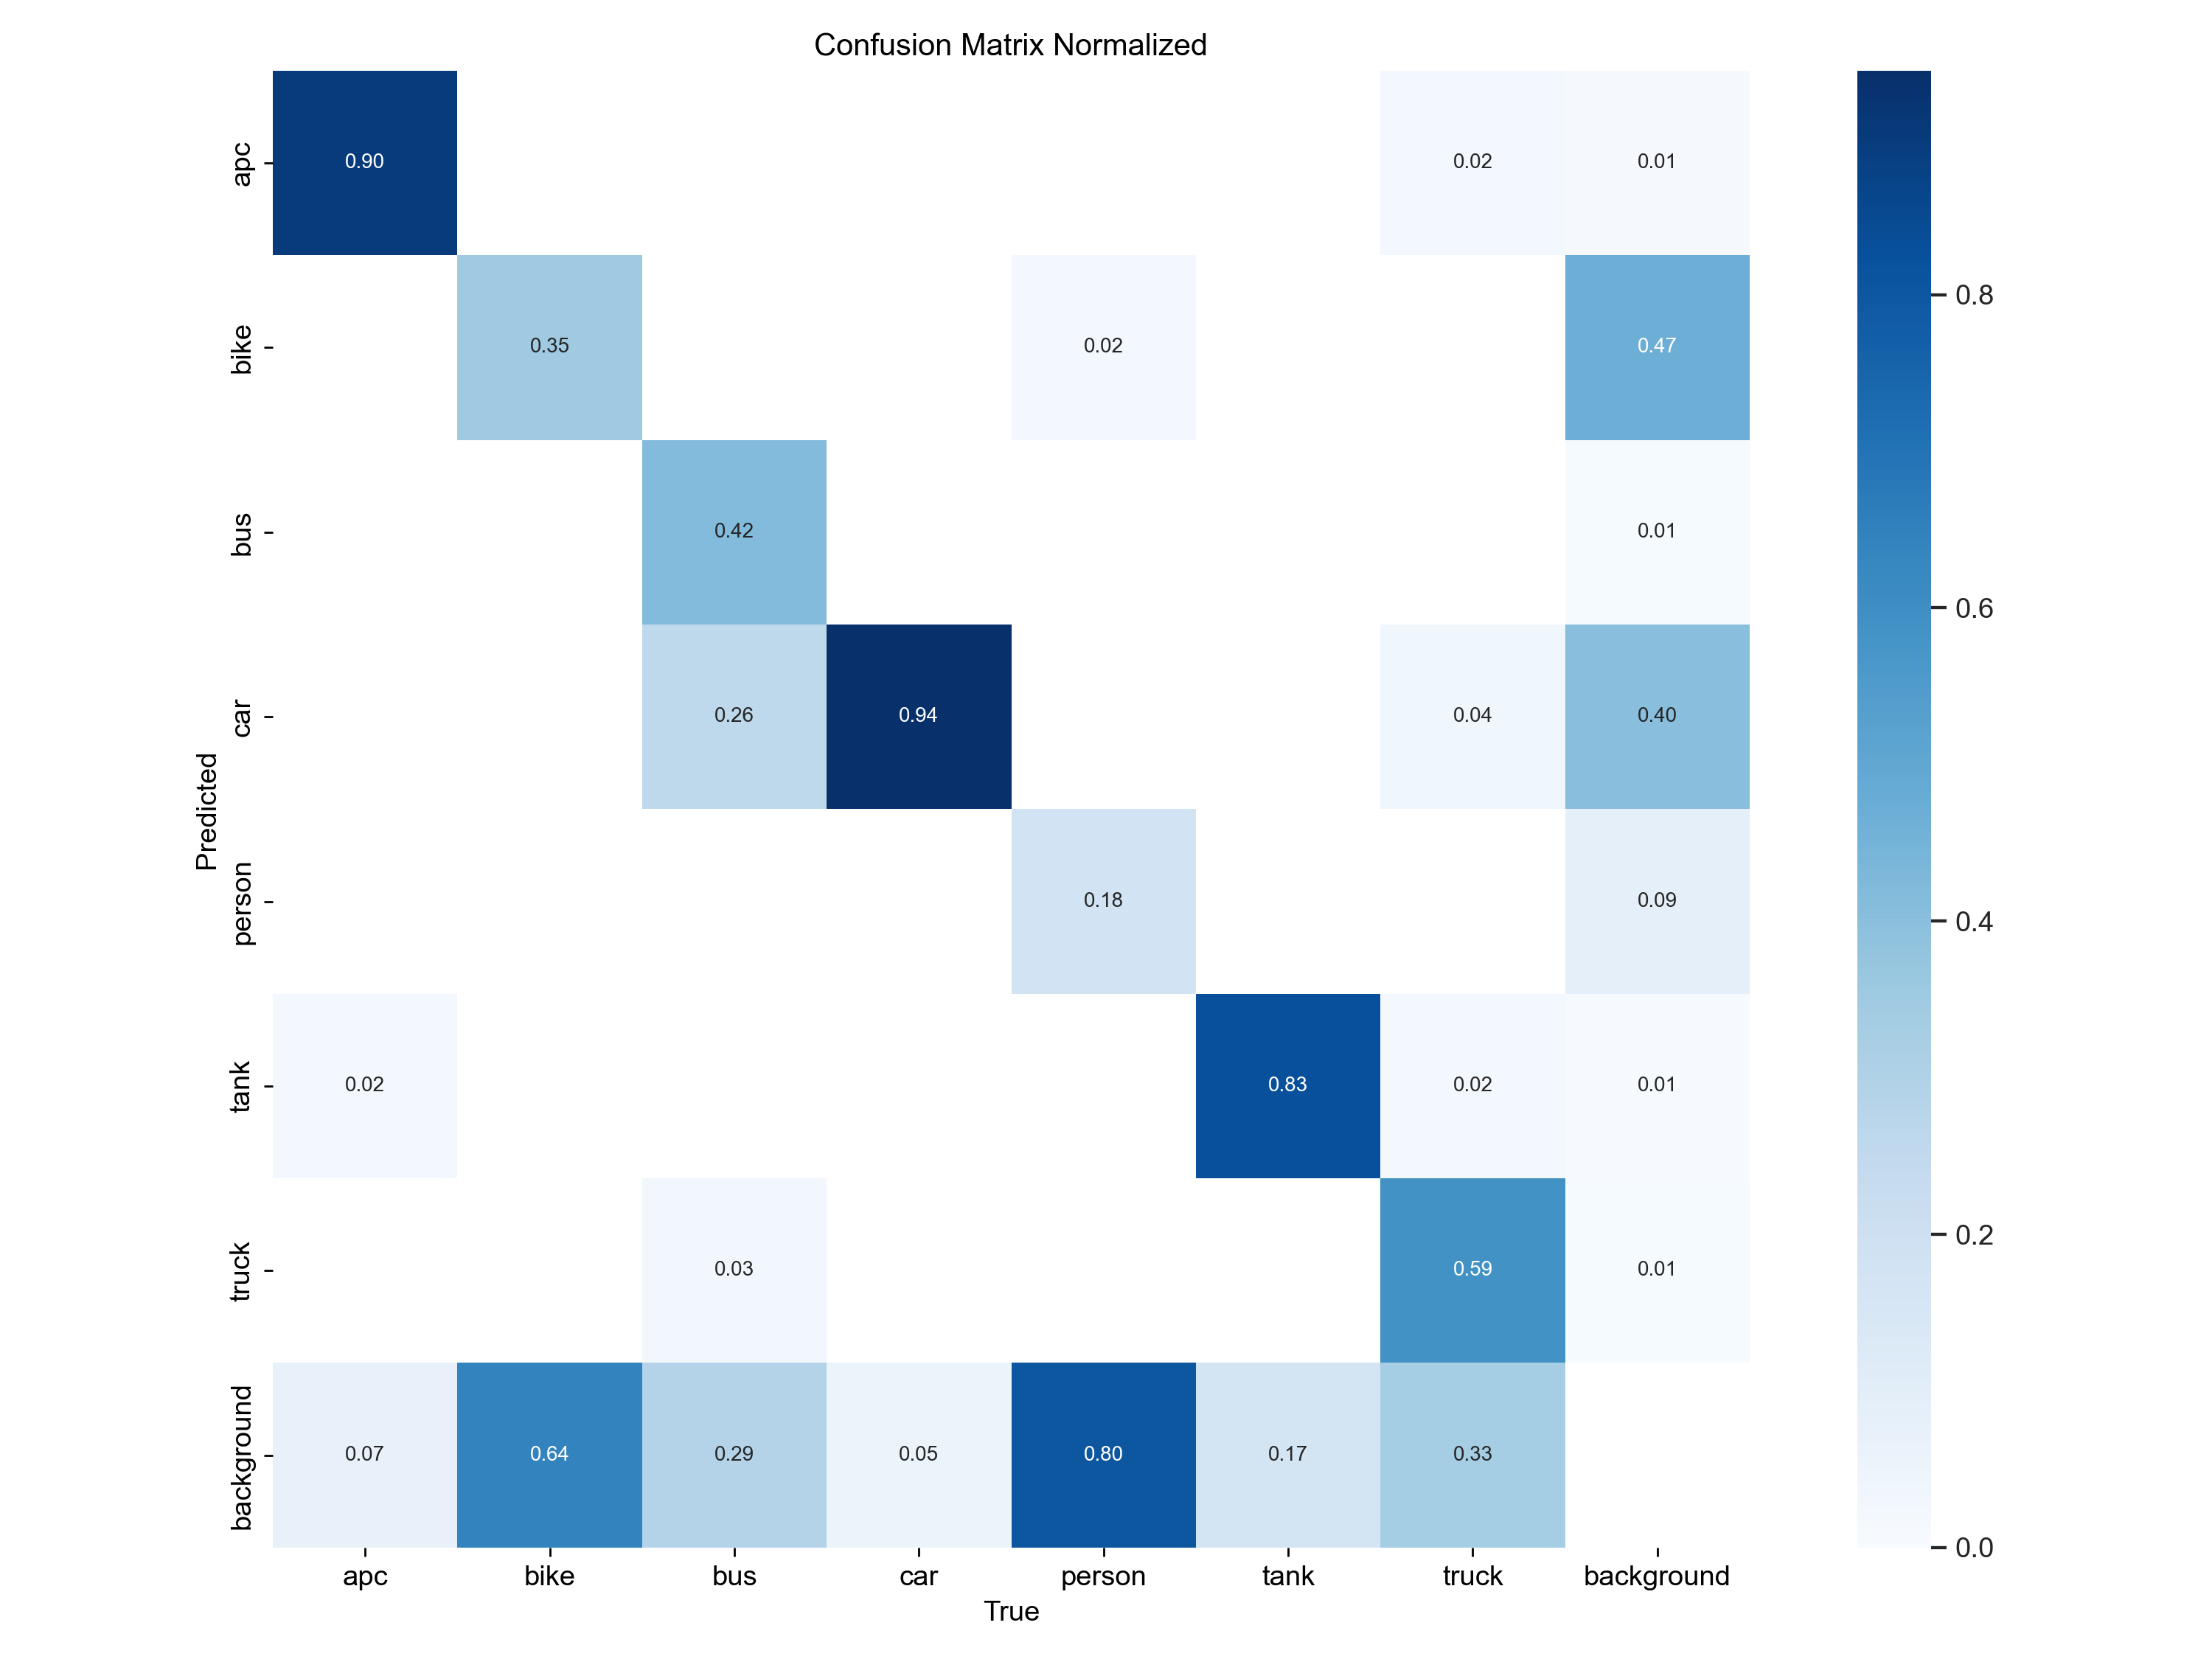 Confusion Matrix Normalized
apc
0.90
0.02
0.01
bike
0.35
0.02
0.47
0.8
bus
0.42
0.01
0.6
car
0.26
0.94
0.04
0.40
Predicted
person
0.18
0.09
0.4
tank
0.02
0.83
0.02
0.01
truck
0.03
0.59
0.01
0.2
background
0.07
0.64
0.29
0.05
0.80
0.17
0.33
0.0
apc bike bus car person tank truck background
True